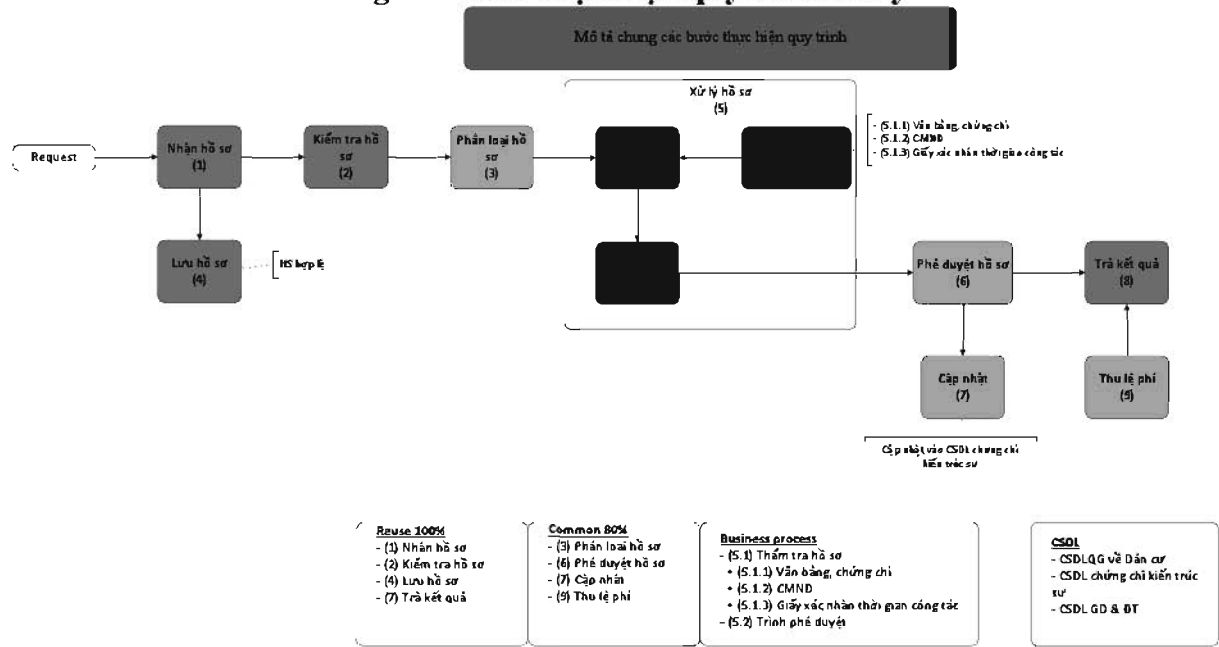 Mô tả chung các bước thực hiện quy trình
Xử lý hồ sơ
(5)
- (5.1.1) Văn bằng, chứng chỉ
- (5.1.2) CMND
- (5.1.3) Giấy xác nhân thời gian công tác
Request
Nhận hồ sơ
(1)
Kiểm tra hồ
sơ
(2)
Phân loại hồ
sơ
(3)
Lưu hồ sơ
(4)
HS hợp lệ
Phê duyệt hồ sơ
(6)
Trả kết quả
(8)
Cập nhật
(7)
Thu lệ phí
(9)
Cập nhật vào CSDL chứng chỉ
kiến trúc sư
Reuse 100%
- (1) Nhận hồ sơ
- (2) Kiểm tra hồ sơ
- (4) Lưu hồ sơ
- (7) Trả kết quả
Common 80%
- (3) Phân loại hồ sơ
- (6) Phê duyệt hồ sơ
- (7) Cập nhật
- (9) Thu lệ phí
Business process
- (5.1) Thẩm tra hồ sơ
• (5.1.1) Văn bằng, chứng chỉ
• (5.1.2) CMND
• (5.1.3) Giấy xác nhận thời gian công tác
- (5.2) Trình phê duyệt
CSDL
- CSDLQG về Dân cư
- CSDL chứng chỉ kiến trúc
sư
- CSDL GD & ĐT